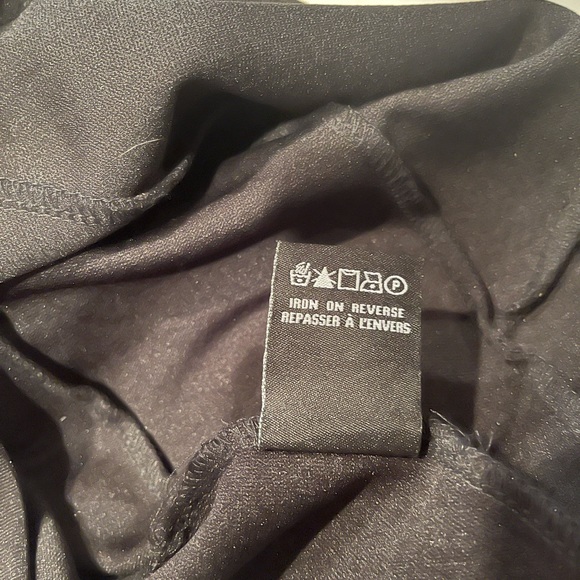 P
IRON ON REVERSE
REPASSER À L'ENVERS